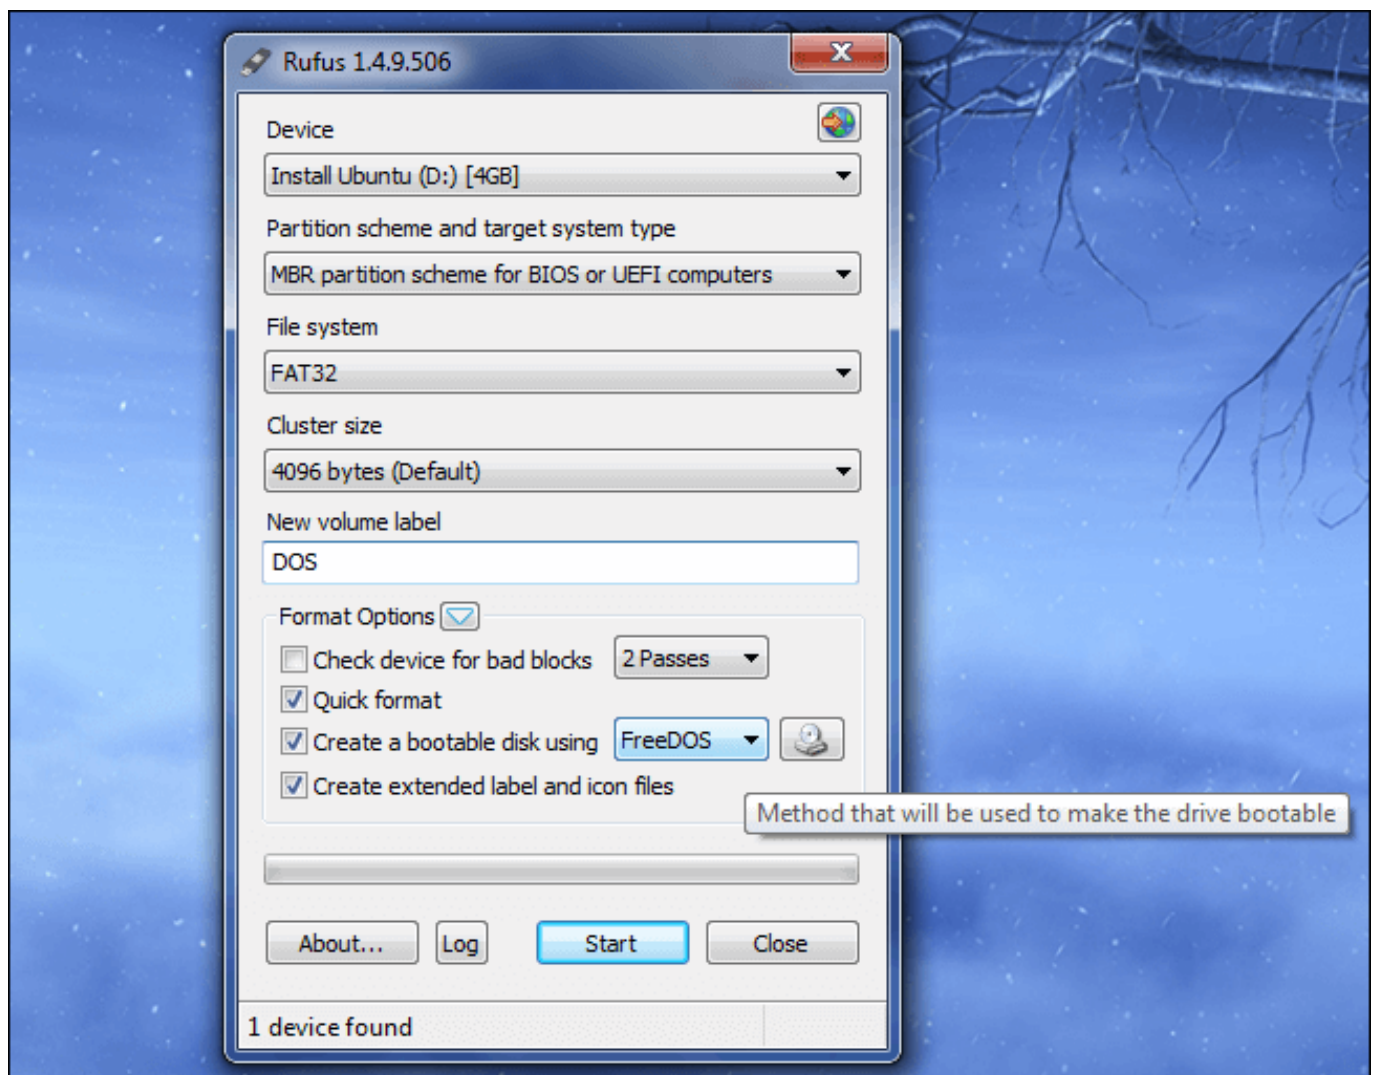 Rufus 1.4.9.506
Device
Install Ubuntu (D:) [4GB]
Partition scheme and target system type
MBR partition scheme for BIOS or UEFI computers
File system
FAT32
Cluster size
4096 bytes (Default)
New volume label
DOS
Format Options
Check device for bad blocks 2 Passes
Quick format
Create a bootable disk using FreeDOS
Create extended label and icon files
Method that will be used to make the drive bootable
About... Log Start Close
1 device found